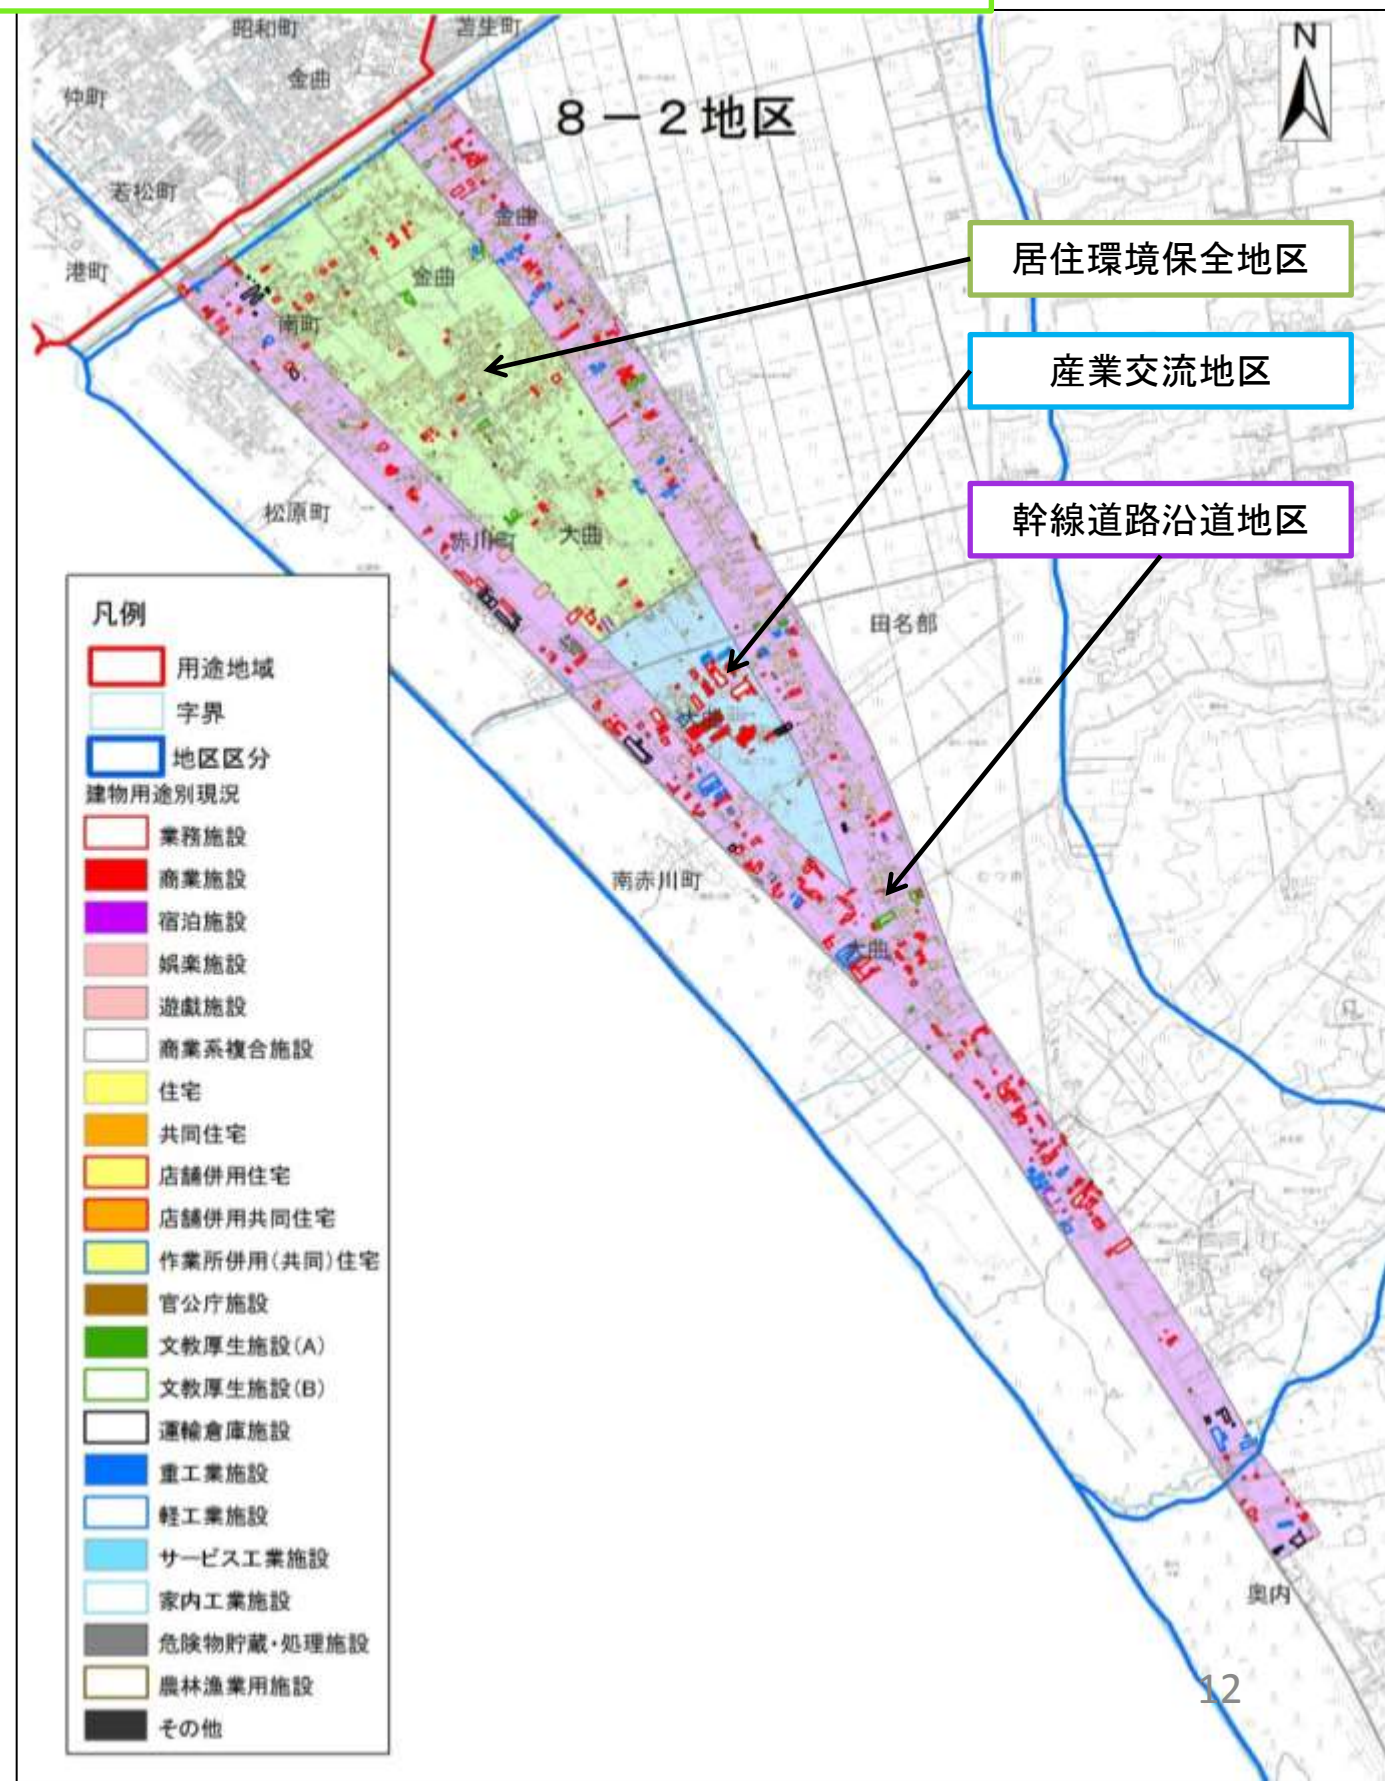 昭和町
苫生町
N
金曲
仲町
8－2地区
若松町
金曲
居住環境保全地区
港町
金曲
南町
産業交流地区
松原町
赤川町
大曲
幹線道路沿道地区
田名部
南赤川町
大曲
むつ市
奥内
凡例
用途地域
字界
地区区分
建物用途別現況
業務施設
商業施設
宿泊施設
娯楽施設
遊戯施設
商業系複合施設
住宅
共同住宅
店舗併用住宅
店舗併用共同住宅
作業所併用(共同)住宅
官公庁施設
文教厚生施設(A)
文教厚生施設(B)
運輸倉庫施設
重工業施設
軽工業施設
サービス工業施設
家内工業施設
危険物貯蔵・処理施設
農林漁業用施設
その他
12